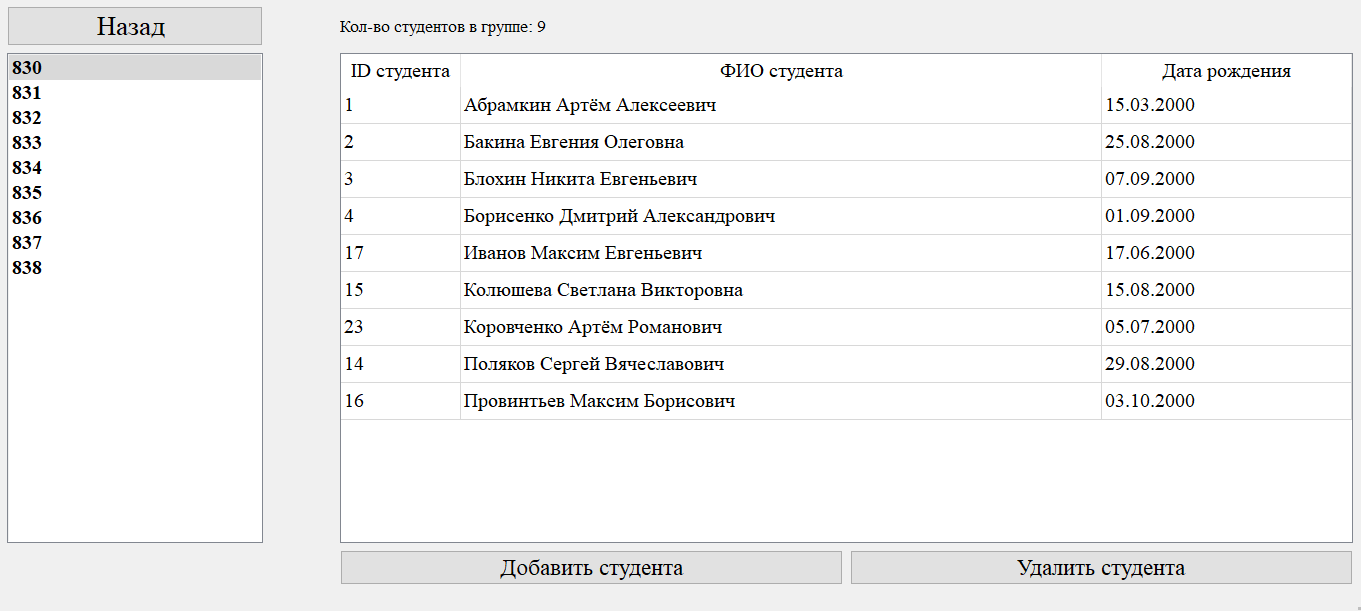 Назад
830
831
832
833
834
835
836
837
838
Кол-во студентов в группе: 9
ID студента ФИО студента Дата рождения
1 Абрамкин Артём Алексеевич 15.03.2000
2 Бакина Евгения Олеговна 25.08.2000
3 Блохин Никита Евгеньевич 07.09.2000
4 Борисенко Дмитрий Александрович 01.09.2000
17 Иванов Максим Евгеньевич 17.06.2000
15 Колюшева Светлана Викторовна 15.08.2000
23 Коровченко Артём Романович 05.07.2000
14 Поляков Сергей Вячеславович 29.08.2000
16 Провинтьев Максим Борисович 03.10.2000
Добавить студента Удалить студента